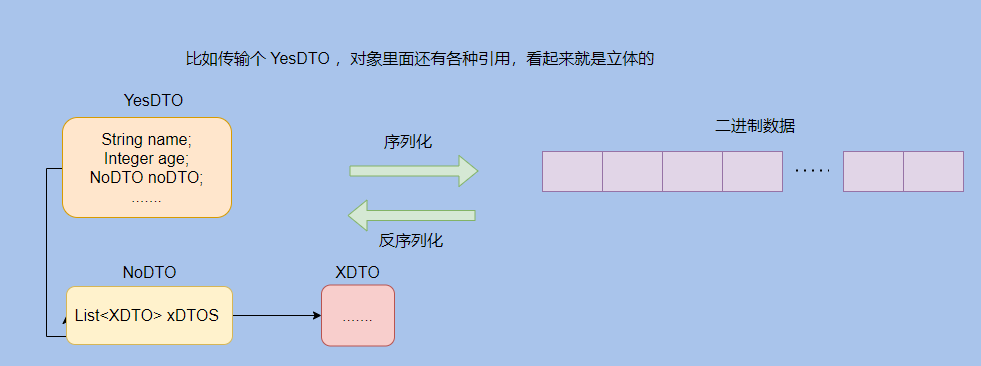 比如传输个 YesDTO ，对象里面还有各种引用，看起来就是立体的
YesDTO
String name;
Integer age;
NoDTO noDTO;
.......
序列化
反序列化
二进制数据
.....
NoDTO
List<XDTO> xDTOS
XDTO
.......